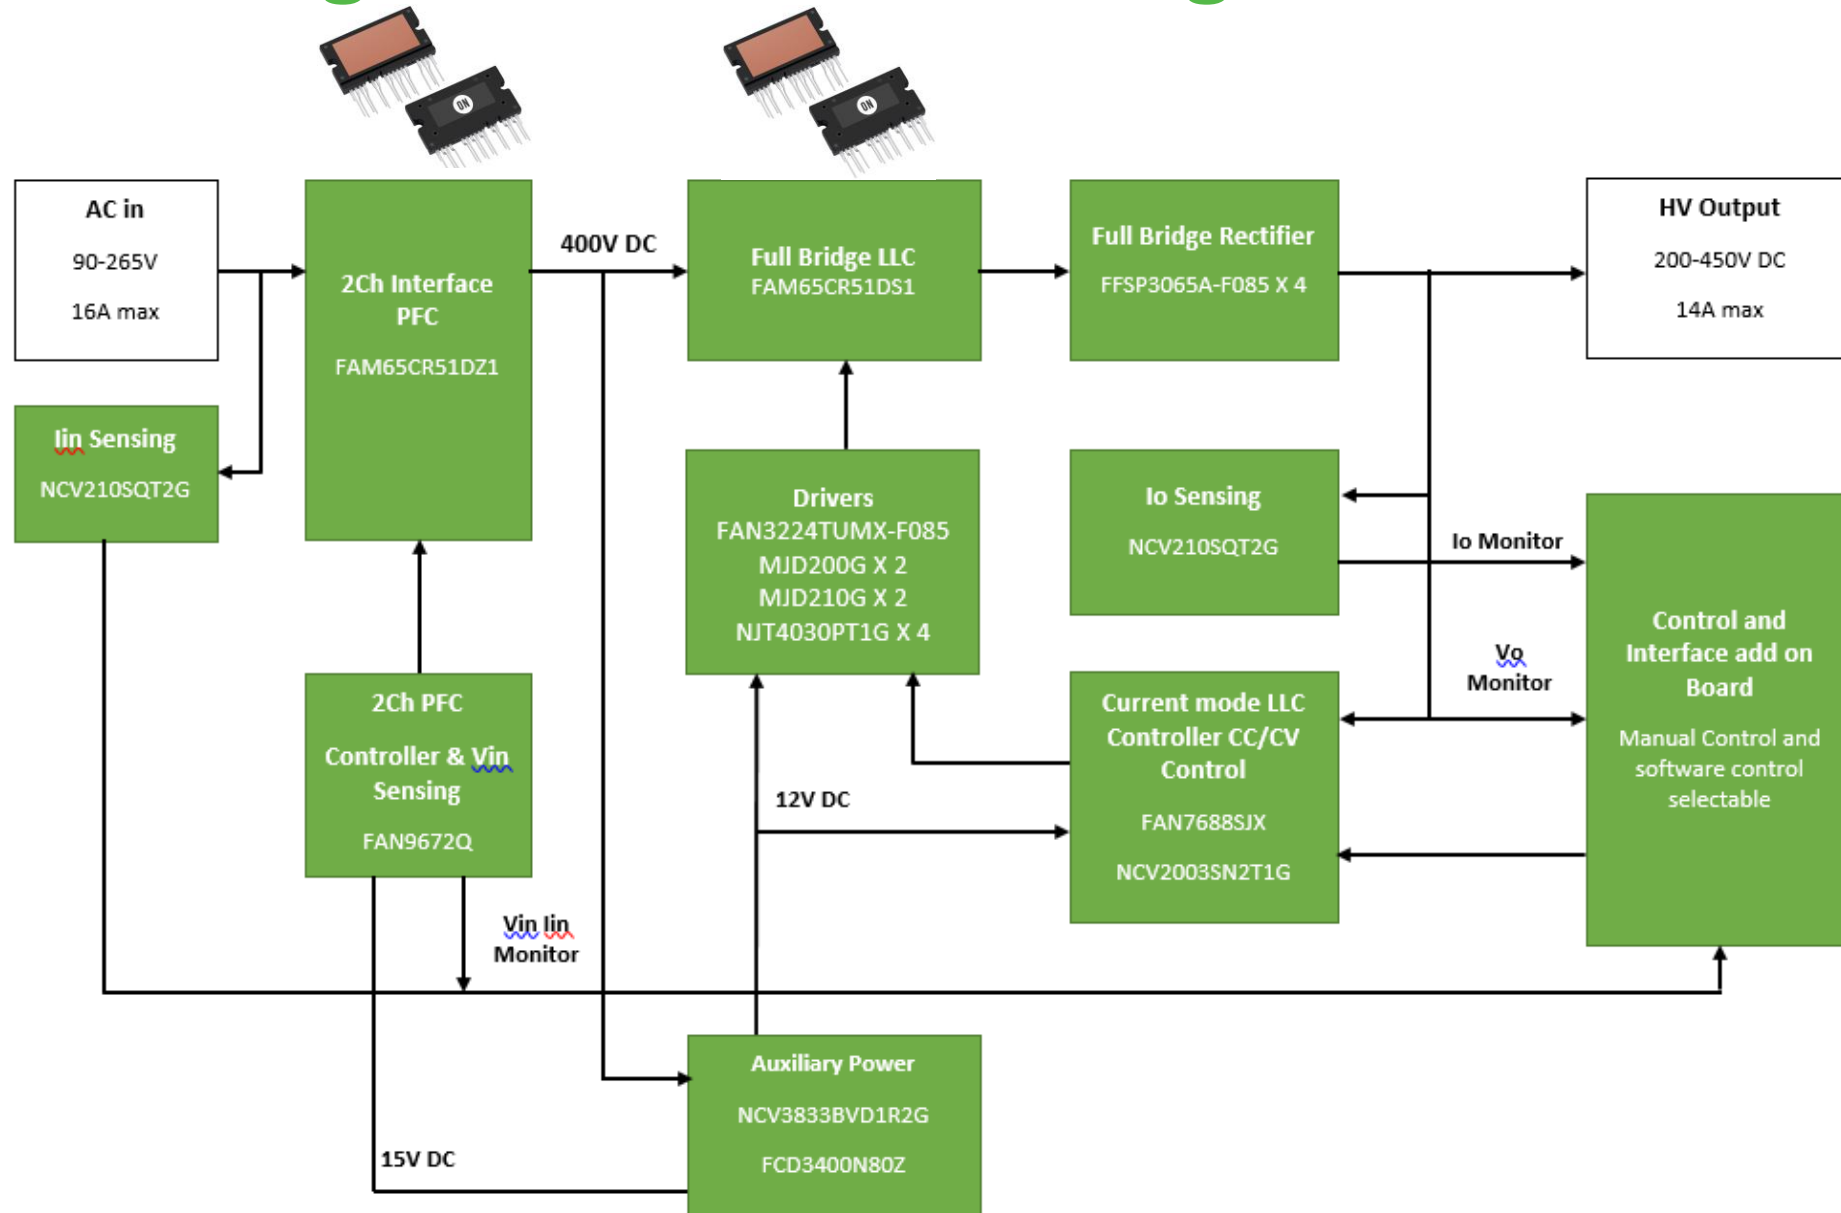 ON
ON
AC in
90-265V
16A max
2Ch Interface
PFC
FAM65CR51DZ1
400V DC
Full Bridge LLC
FAM65CR51DS1
Full Bridge Rectifier
FFSP3065A-F085 X 4
HV Output
200-450V DC
14A max
Iin Sensing
NCV210SQT2G
Drivers
FAN3224TUMX-F085
MJD200G X 2
MJD210G X 2
NJT4030PT1G X 4
Io Sensing
NCV210SQT2G
Io Monitor
Vo
Monitor
Control and
Interface add on
Board
Manual Control and
software control
selectable
2Ch PFC
Controller & Vin
Sensing
FAN9672Q
Current mode LLC
Controller CC/CV
Control
FAN7688SJX
NCV2003SN2T1G
12V DC
Vin Iin
Monitor
Auxiliary Power
NCV3833BVD1R2G
FCD3400N80Z
15V DC